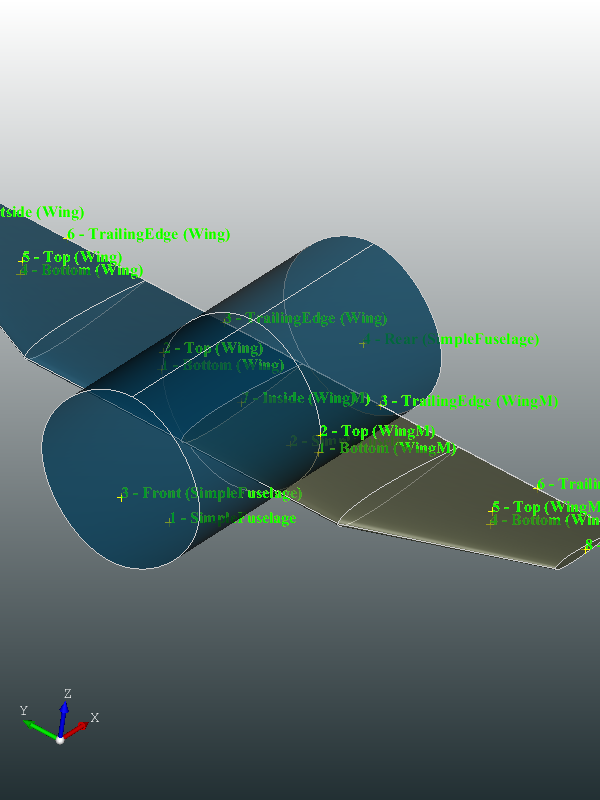 tside (Wing)
6 - TrailingEdge (Wing)
5 - Top (Wing)
4 - Bottom (Wing)
3 - TrailingEdge (Wing)
(SimpleFuselage)
2 - Top (Wing)
1 - Bottom (Wing)
7 - Inside (WingM)
3 - TrailingEdge (WingM)
2 - Top (WingM)
1 - Bottom (WingM)
6 - Traili
3 - Front (SimpleFuselage)
5 - Top (WingM
1 - SimpleFuselage
4 - Bottom (Win
8
Z
Y
X